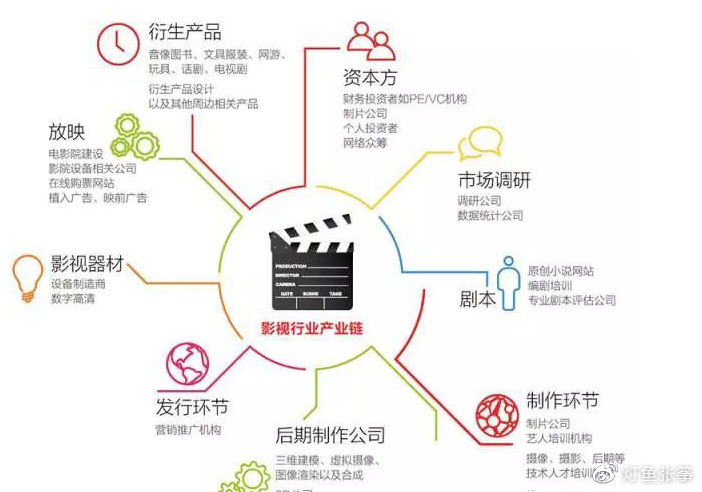 衍生产品
音像图书、文具服装、网游、
玩具、话剧、电视剧
衍生产品设计
以及其他周边相关产品
资本方
财务投资者如PE/VC机构
制片公司
个人投资者
网络众筹
放映
电影院建设
影院设备相关公司
在线购票网站
植入广告、映前广告
市场调研
调研公司
数据统计公司
影视器材
设备制造商
数字高清
PRODUCTION
DIRECTOR
CAMERA
DATE SCENE TAKE
影视行业产业链
剧本
原创小说网站
编剧培训
专业剧本评估公司
发行环节
营销推广机构
后期制作公司
三维建模、虚拟摄像、
图像渲染以及合成
制作环节
制片公司
艺人培训机构
摄像、摄影、后期等
技术人才培训
灯鱼张筝